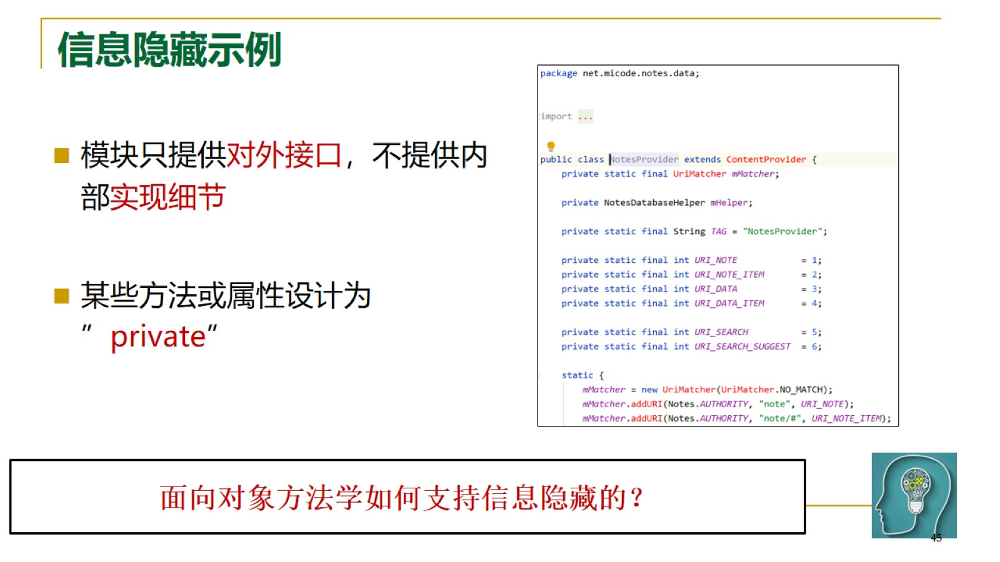 信息隐藏示例
模块只提供对外接口，不提供内
部实现细节
某些方法或属性设计为
”private”
package net.micode.notes.data;
import ...
public class NotesProvider extends ContentProvider {
private static final UriMatcher mMatcher;
private NotesDatabaseHelper mHelper;
private static final String TAG = "NotesProvider";
private static final int URI_NOTE = 1;
private static final int URI_NOTE_ITEM = 2;
private static final int URI_DATA = 3;
private static final int URI_DATA_ITEM = 4;
private static final int URI_SEARCH = 5;
private static final int URI_SEARCH_SUGGEST = 6;
static {
mMatcher = new UriMatcher(UriMatcher.NO_MATCH);
mMatcher.addURI(Notes.AUTHORITY, "note", URI_NOTE);
mMatcher.addURI(Notes.AUTHORITY, "note/#", URI_NOTE_ITEM);
面向对象方法学如何支持信息隐藏的？
45